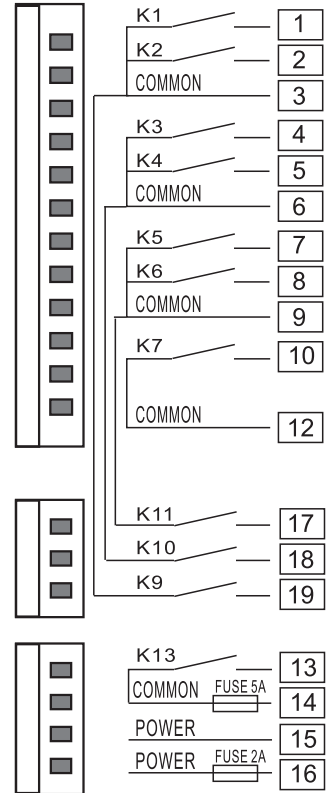 K1 1
K2 2
COMMON 3
K3 4
K4 5
COMMON 6
K5 7
K6 8
COMMON 9
K7 10
COMMON 12
K11 17
K10 18
K9 19
K13 13
COMMON FUSE 5A 14
POWER 15
POWER FUSE 2A 16